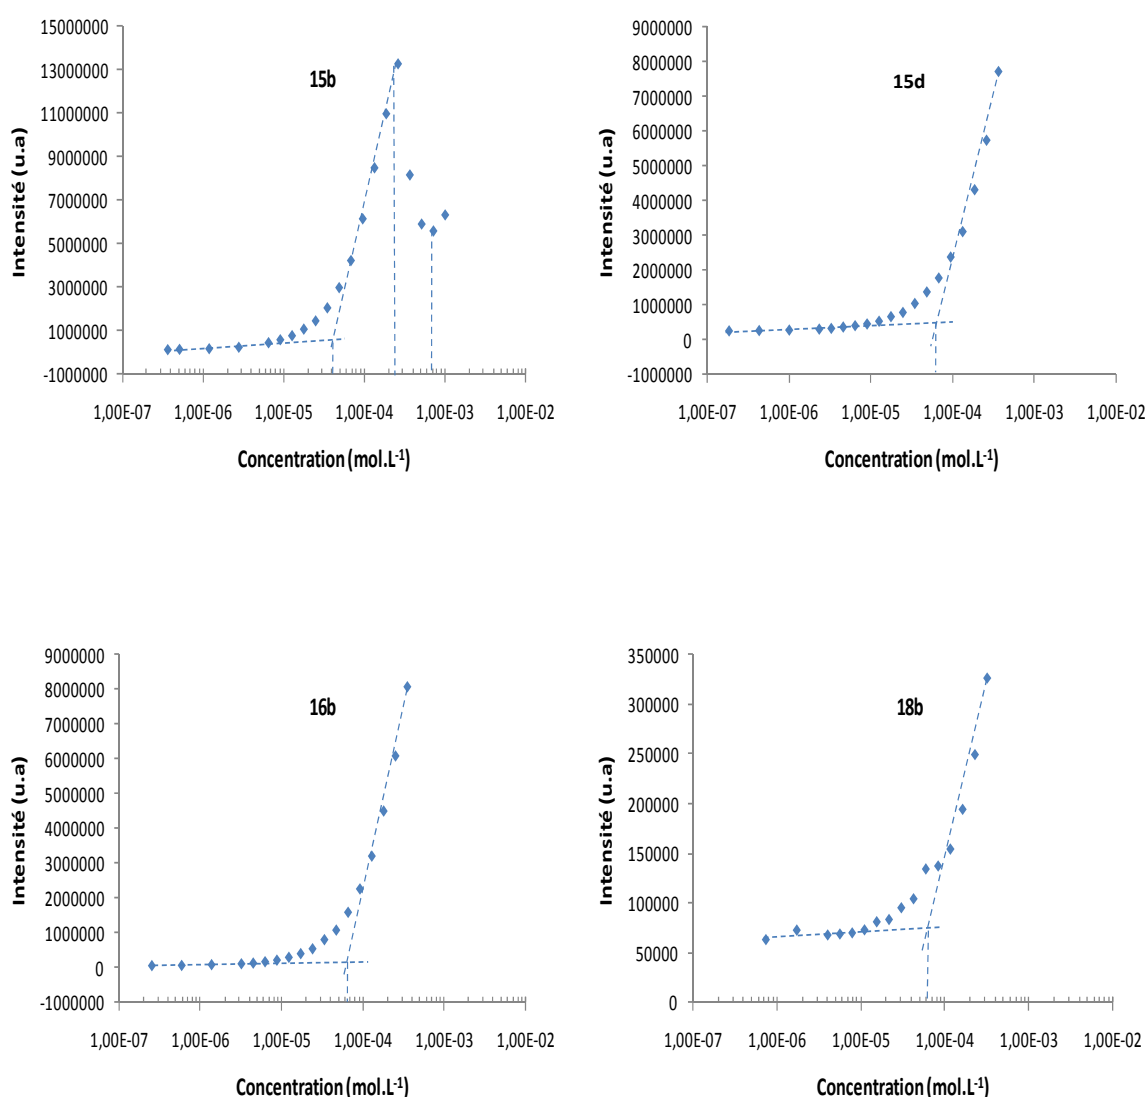 15b
Intensité (u.a)
15000000
13000000
11000000
9000000
7000000
5000000
3000000
1000000
-1000000
1,00E-07 1,00E-06 1,00E-05 1,00E-04 1,00E-03 1,00E-02
Concentration (mol.L-1)
15d
Intensité (u.a)
9000000
8000000
7000000
6000000
5000000
4000000
3000000
2000000
1000000
0
-1000000
1,00E-07 1,00E-06 1,00E-05 1,00E-04 1,00E-03 1,00E-02
Concentration (mol.L-1)
16b
Intensité (u.a)
9000000
8000000
7000000
6000000
5000000
4000000
3000000
2000000
1000000
0
-1000000
1,00E-07 1,00E-06 1,00E-05 1,00E-04 1,00E-03 1,00E-02
Concentration (mol.L-1)
18b
Intensité (u.a)
350000
300000
250000
200000
150000
100000
50000
0
1,00E-07 1,00E-06 1,00E-05 1,00E-04 1,00E-03 1,00E-02
Concentration (mol.L-1)